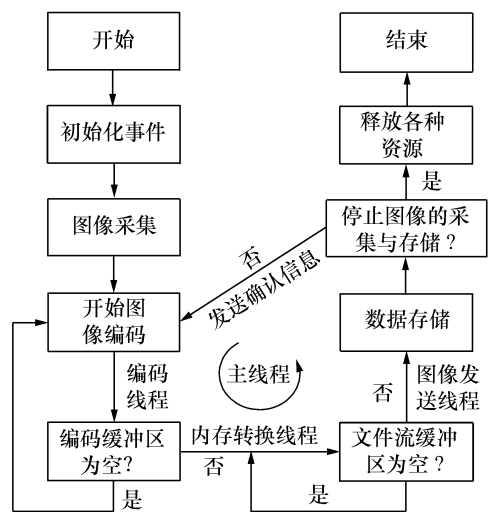 开始
初始化事件
图像采集
开始图
像编码
编码
线程
编码缓冲区
为空?
是
内存转换线程
否
主线程
否
发送确认信息
结束
释放各种
资源
是
停止图像的采
集与存储?
数据存储
否
图像发
送线程
文件流缓冲
区为空?
是